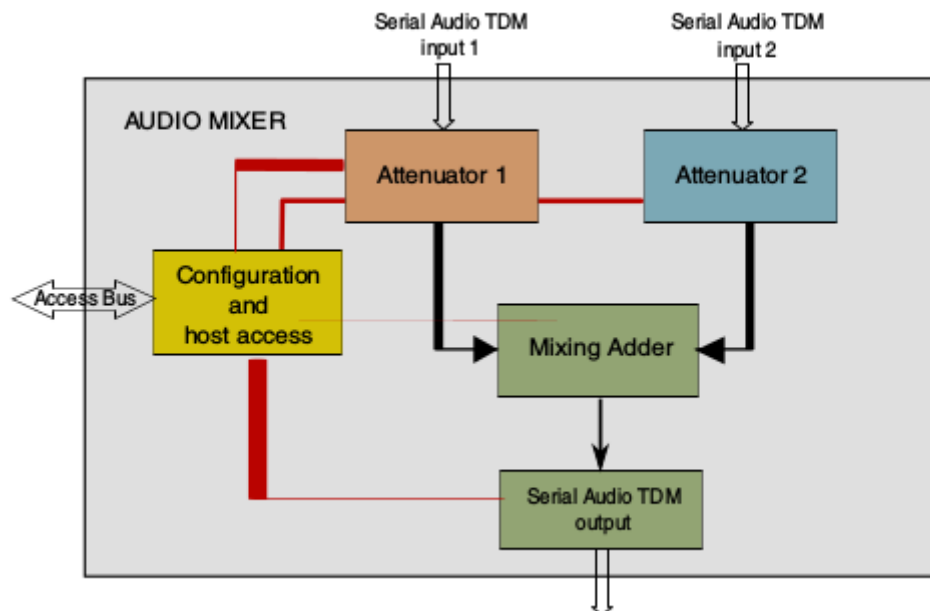 Serial Audio TDM
input 1
Serial Audio TDM
input 2
AUDIO MIXER
Attenuator 1
Attenuator 2
Configuration
and
host access
Access Bus
Mixing Adder
Serial Audio TDM
output